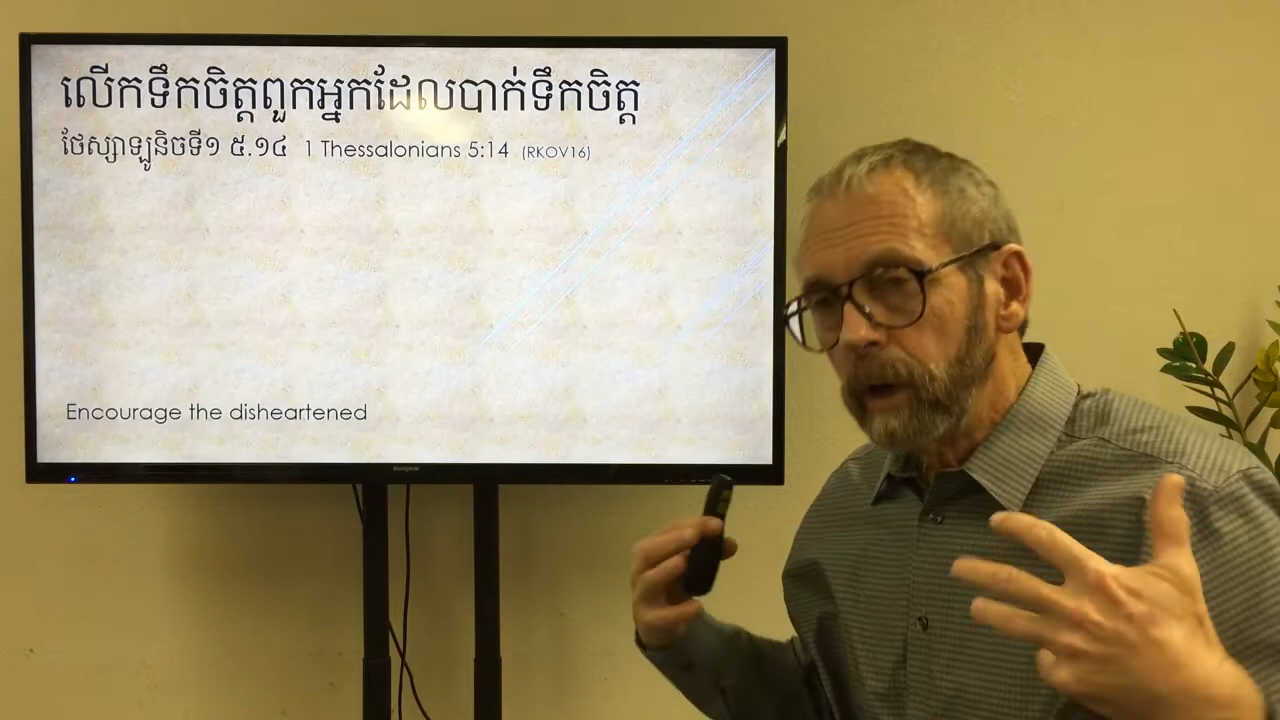 លើកទឹកចិត្តពួកអ្នកដែលបាក់ទឹកចិត្ត
ថែស្សាឡូនិចទី១ ៥.១៤ 1 Thessalonians 5:14 (RKOV16)
Encourage the disheartened